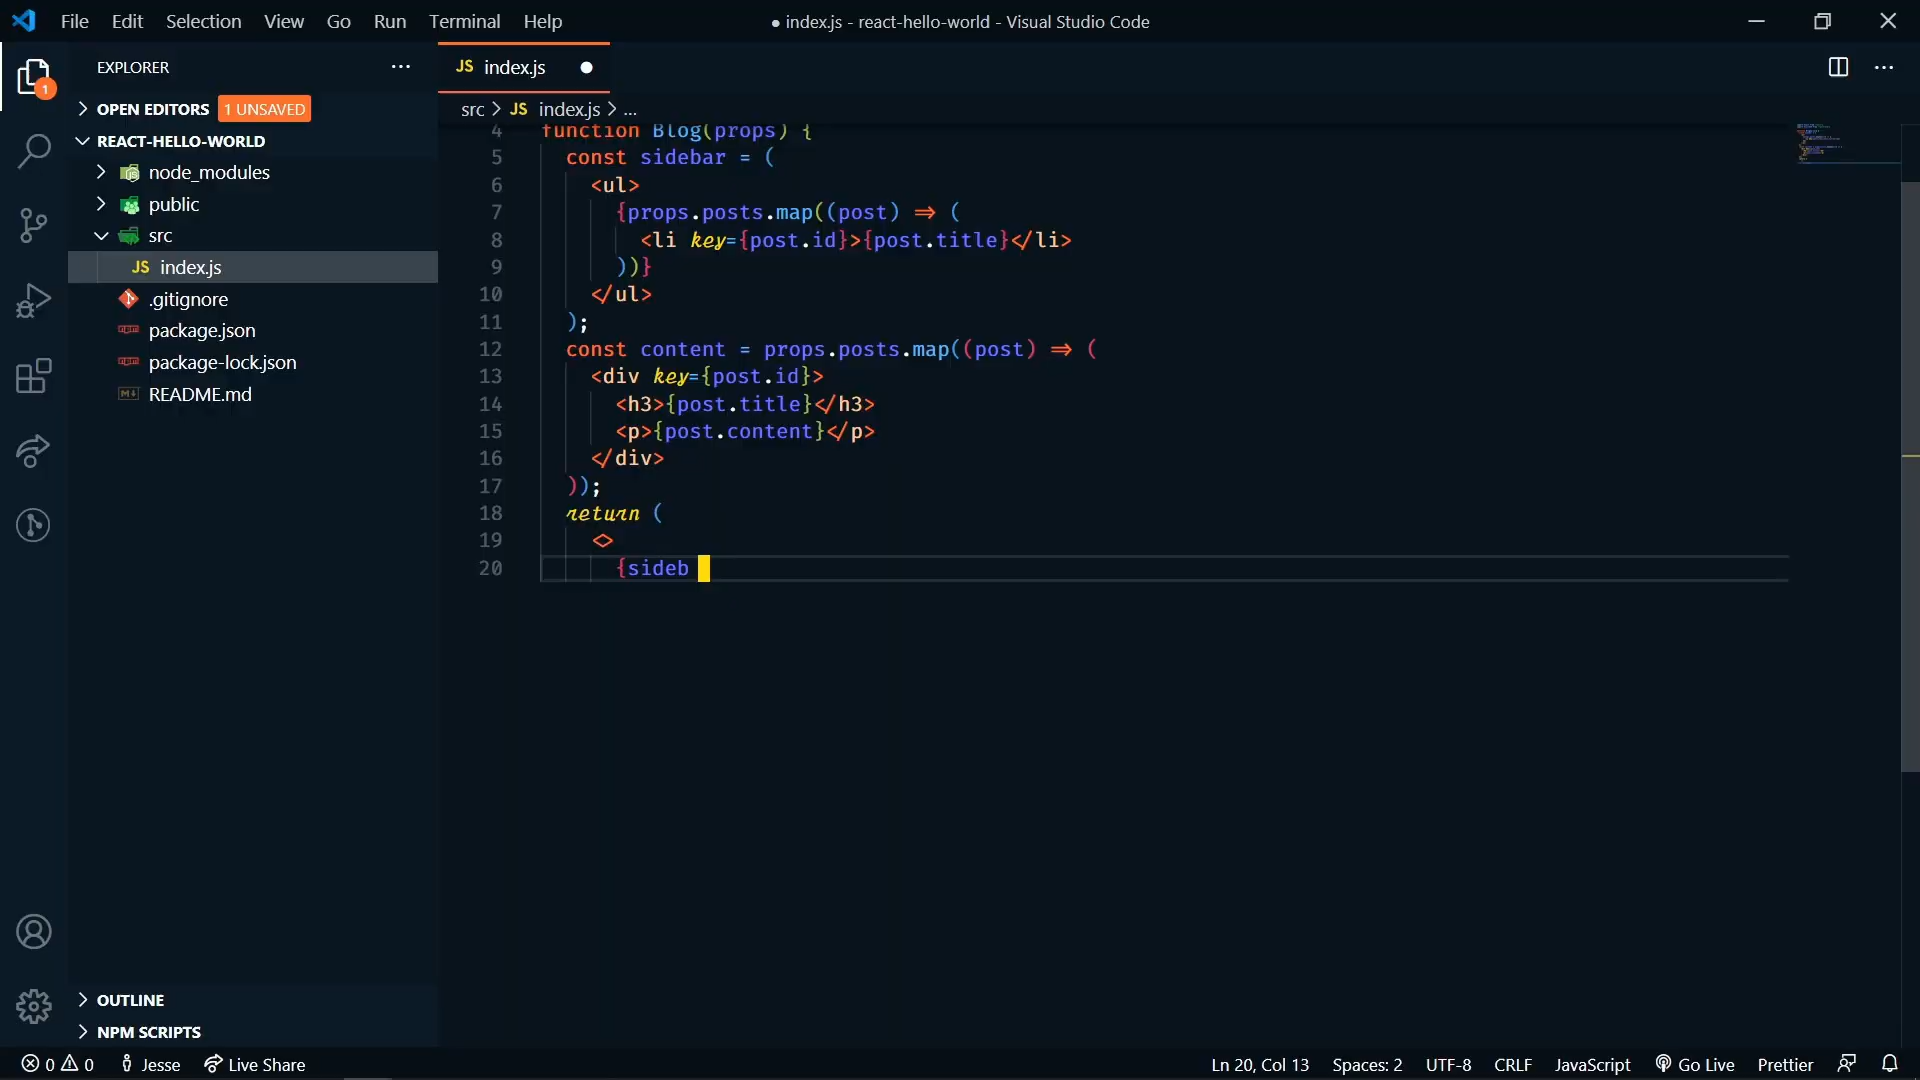 File Edit Selection View Go Run Terminal Help
● index.js - react-hello-world - Visual Studio Code
EXPLORER
1
OPEN EDITORS 1 UNSAVED
REACT-HELLO-WORLD
node_modules
public
src
JS index.js
.gitignore
package.json
package-lock.json
README.md
OUTLINE
NPM SCRIPTS
JS index.js
src > JS index.js > ...
4 function Blog(props) {
5 const sidebar = (
6 <ul>
7 {props.posts.map((post) => (
8 <li key={post.id}>{post.title}</li>
9 ))}
10 </ul>
11 );
12 const content = props.posts.map((post) => (
13 <div key={post.id}>
14 <h3>{post.title}</h3>
15 <p>{post.content}</p>
16 </div>
17 ));
18 return (
19 <>
20 {sideb
0 0 Jesse Live Share
Ln 20, Col 13 Spaces: 2 UTF-8 CRLF JavaScript Go Live Prettier